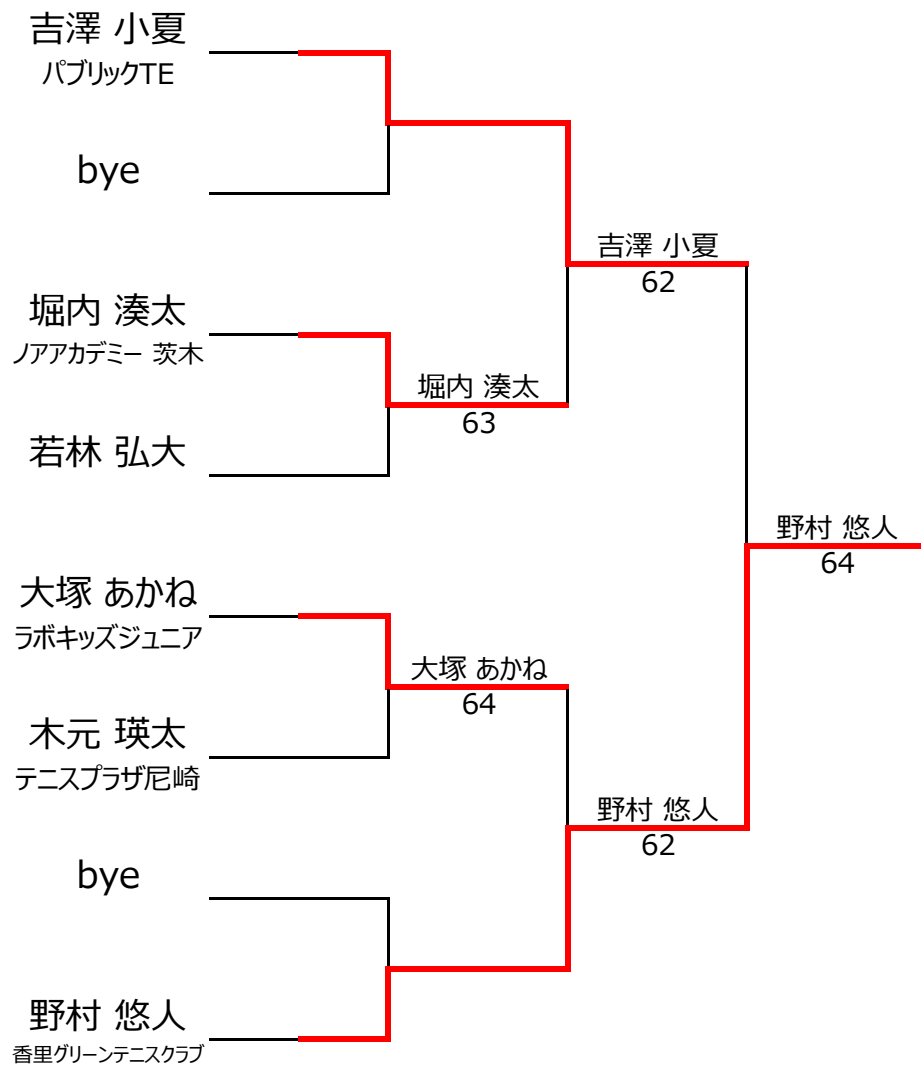 吉澤 小夏
パブリックTE
bye
堀内 湊太
ノアアカデミー 茨木
若林 弘大
大塚 あかね
ラボキッズジュニア
木元 瑛太
テニスプラザ尼崎
bye
野村 悠人
香里グリーンテニスクラブ
堀内 湊太
63
大塚 あかね
64
吉澤 小夏
62
野村 悠人
62
野村 悠人
64